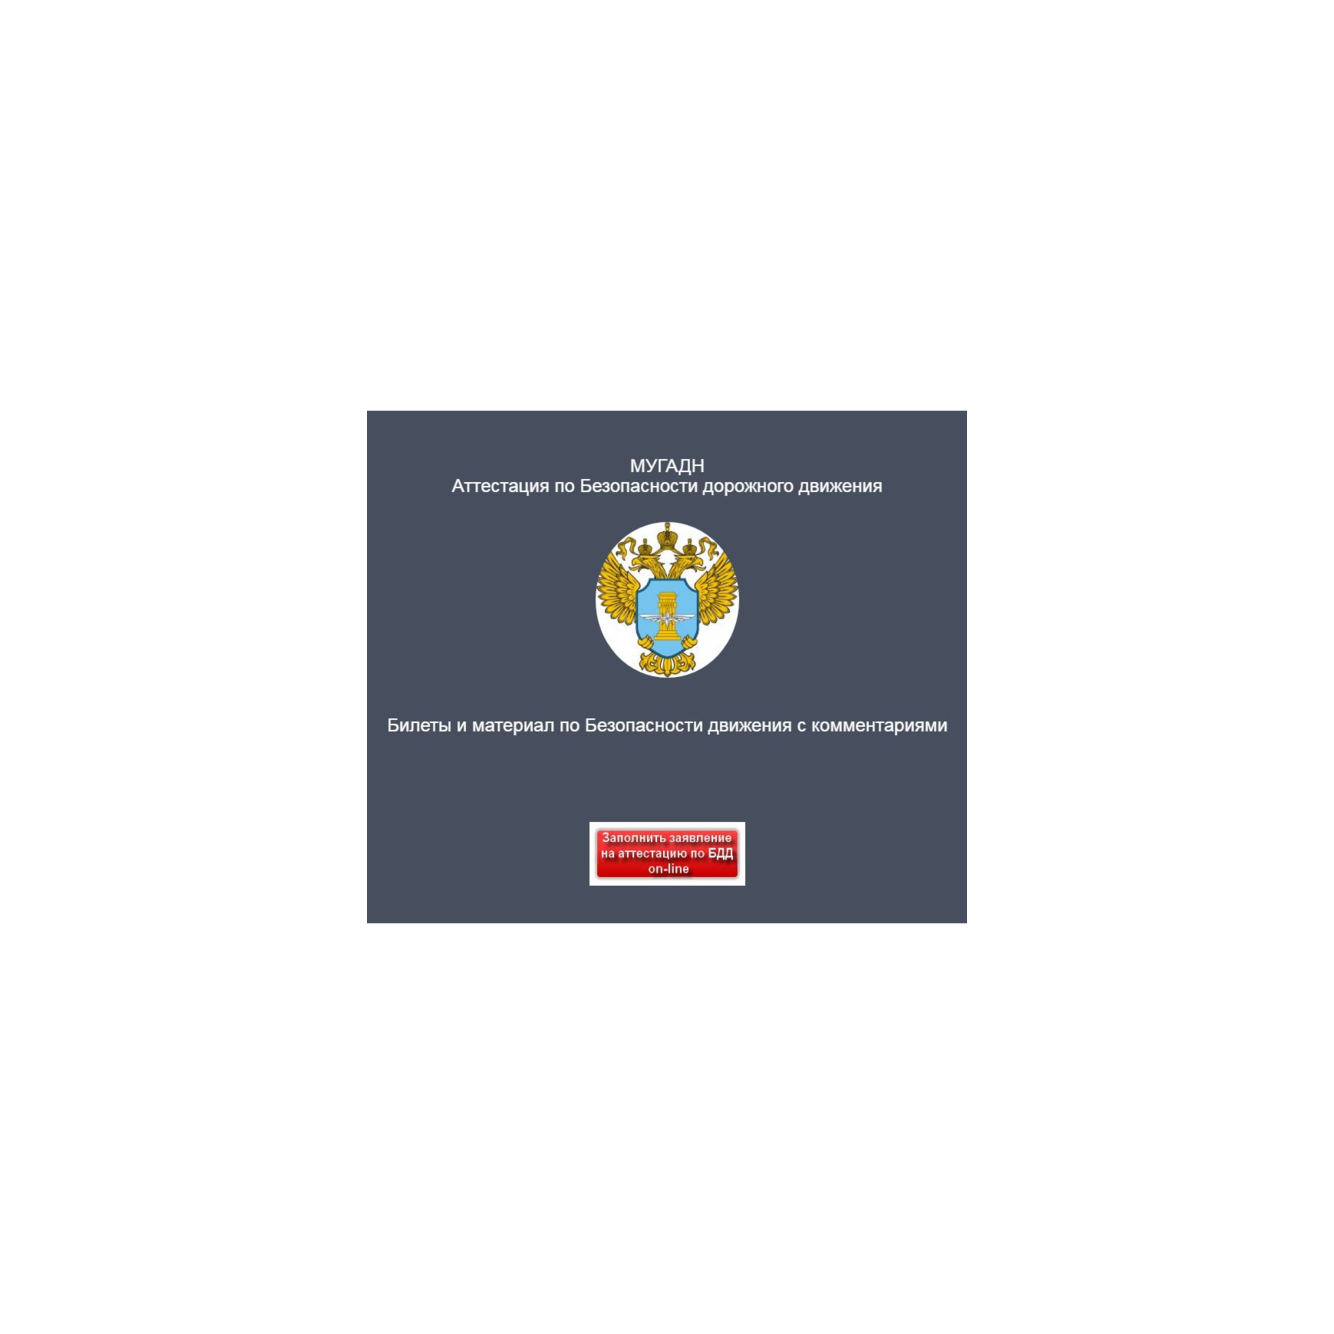 МУГАДН
Аттестация по Безопасности дорожного движения
Билеты и материал по Безопасности движения с комментариями
Заполнить заявление
на аттестацию по БДД
on-line